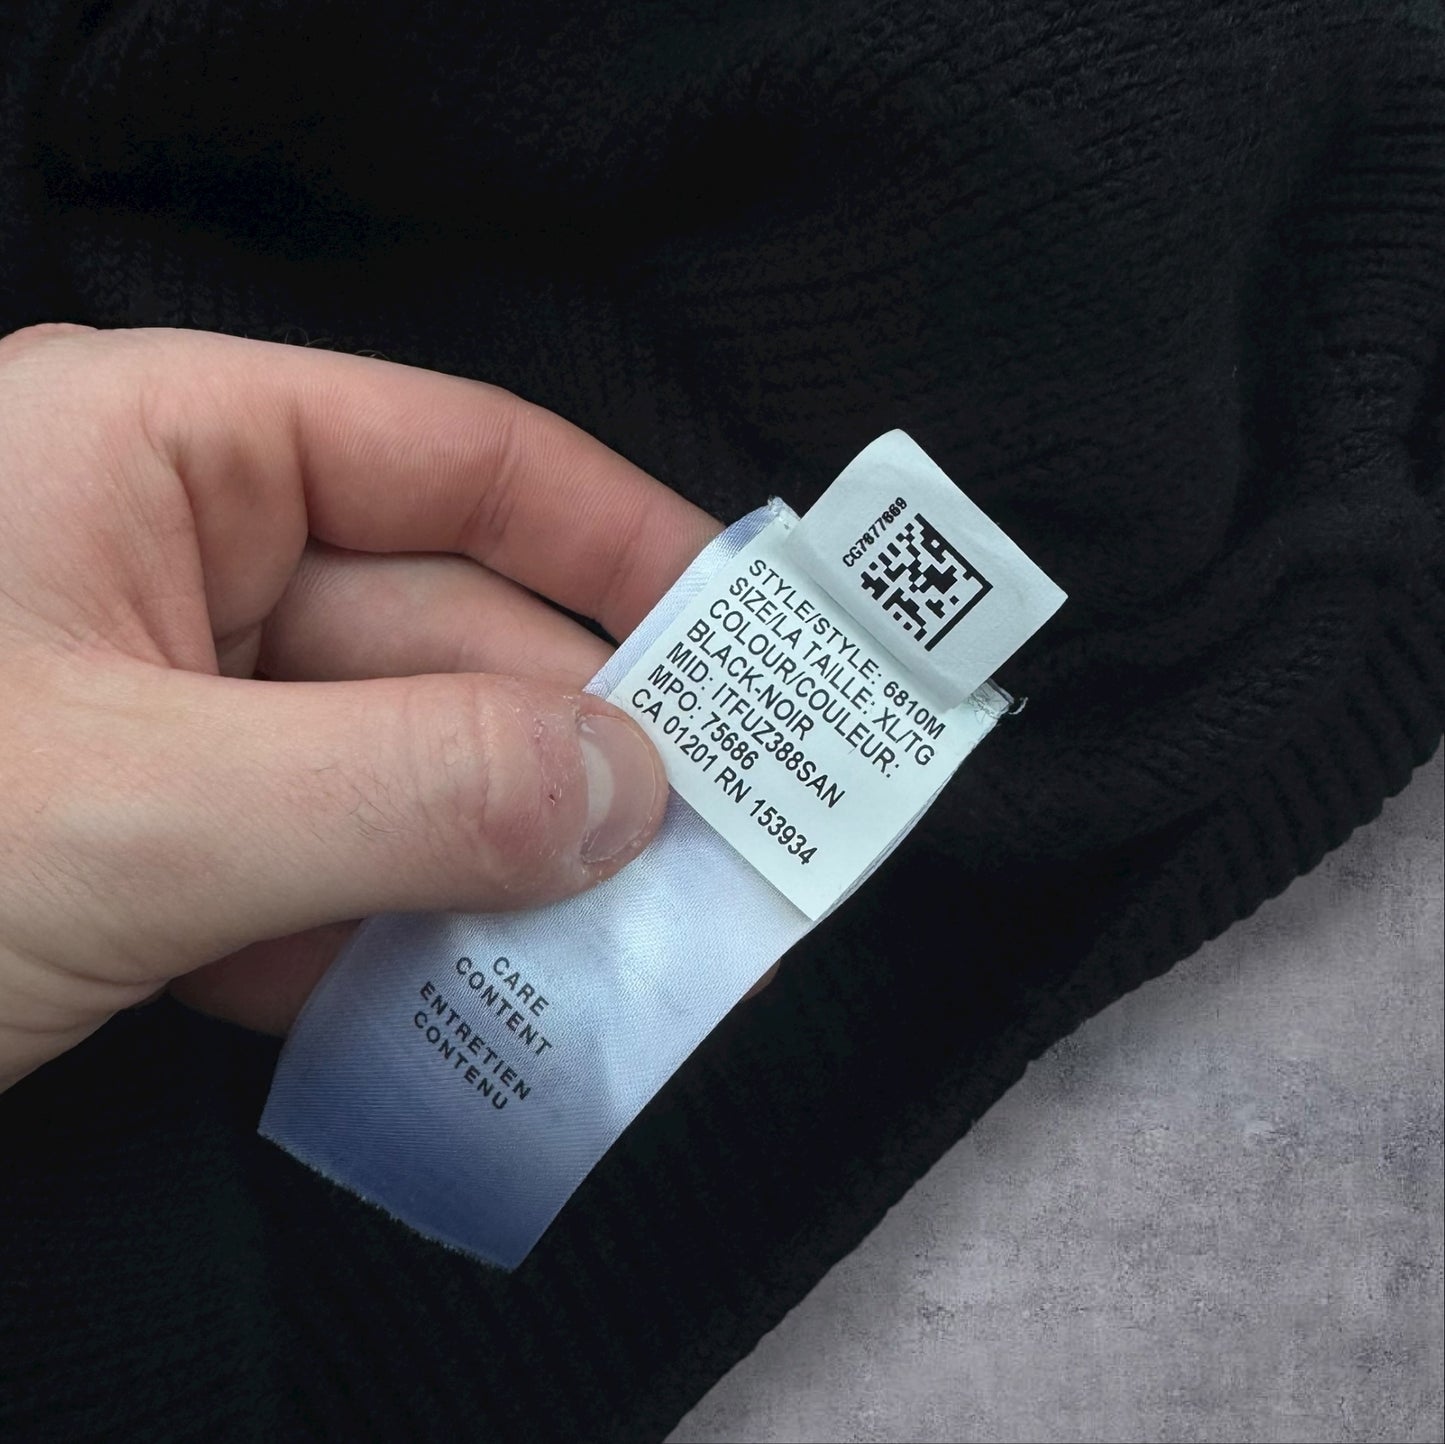 CG7877669
STYLE/STYLE: 6810M
SIZE/LA TAILLE: XL/TG
COLOUR/COULEUR:
BLACK-NOIR
MID: ITFUZ388SAN
MPO: 75686
CA 01201 RN 153934
CARE
CONTENT
ENTRETIEN
CONTENU